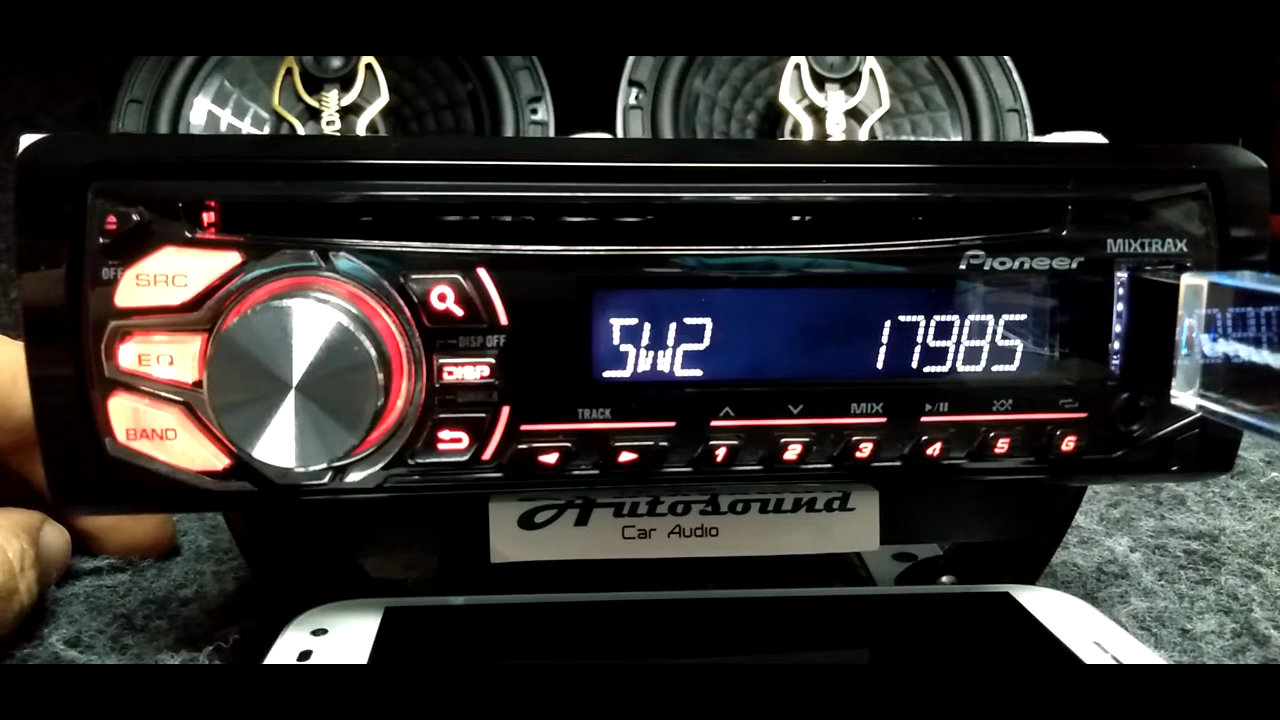 MIXTRAX
Pioneer
OFF
SRC
DISP OFF
SW2 17985
EQ
DISP
BAND
TRACK
MIX
1 2 3 4 5 6
Autosound
Car Audio